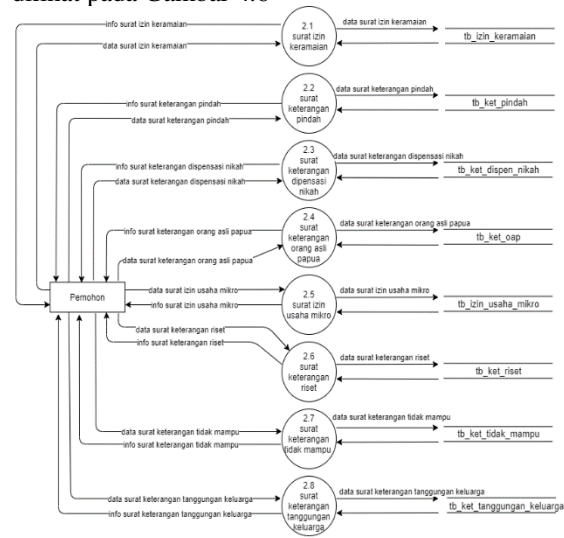 dilihat pada Gambar 4.6
info surat izin keramaian
data surat izin keramaian
2.1
surat izin
keramaian
data surat izin keramaian
tb_izin_keramaian
info surat keterangan pindah
data surat keterangan pindah
2.2
surat
keterangan
pindah
data surat keterangan pindah
tb_ket_pindah
info surat keterangan dispensasi nikah
data surat keterangan dispensasi nikah
2.3
surat
keterangan
dipensasi
nikah
data surat keterangan dispensasi nikah
tb_ket_dispen_nikah
info surat keterangan orang asli papua
data surat keterangan orang asli papua
2.4
surat
keterangan
orang asli
papua
data surat keterangan orang asli papua
tb_ket_oap
Pemohon
data surat izin usaha mikro
info surat izin usaha mikro
2.5
surat izin
usaha mikro
data surat izin usaha mikro
tb_izin_usaha_mikro
data surat keterangan riset
info surat keterangan riset
2.6
surat
keterangan
riset
data surat keterangan riset
tb_ket_riset
data surat keterangan tidak mampu
info surat keterangan tidak mampu
2.7
surat
keterangan
tidak mampu
data surat keterangan tidak mampu
tb_ket_tidak_mampu
data surat keterangan tanggungan keluarga
info surat keterangan tanggungan keluarga
2.8
surat
keterangan
tanggungan
keluarga
data surat keterangan tanggungan keluarga
tb_ket_tanggungan_keluarga